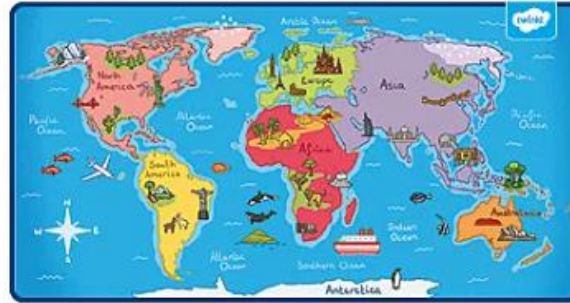 twinkl
Arctic Ocean
North
America
Europe
Asia
Pacific
Ocean
Atlantic
Ocean
Pacific
Ocean
Africa
South
America
Australasia
Indian
Ocean
N
W
E
S
Atlantic
Ocean
Southern Ocean
Antarctica